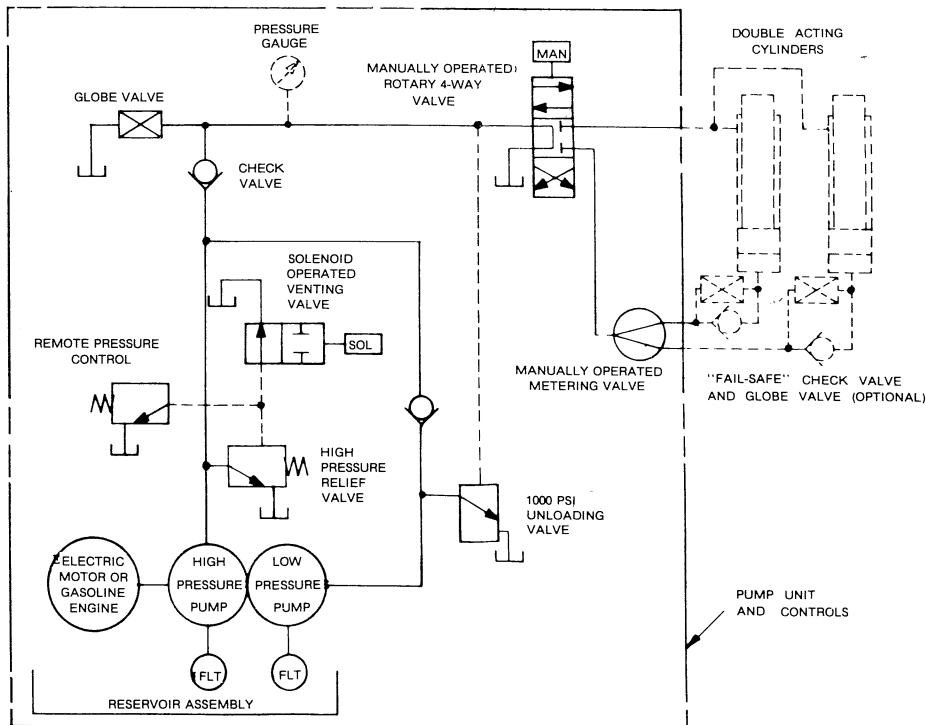 PRESSURE
GAUGE
DOUBLE ACTING
CYLINDERS
MAN
MANUALLY OPERATED
ROTARY 4-WAY
VALVE
GLOBE VALVE
CHECK
VALVE
SOLENOID
OPERATED
VENTING
VALVE
SOL
REMOTE PRESSURE
CONTROL
MANUALLY OPERATED
METERING VALVE
"FAIL-SAFE" CHECK VALVE
AND GLOBE VALVE (OPTIONAL)
HIGH
PRESSURE
RELIEF
VALVE
1000 PSI
UNLOADING
VALVE
ELECTRIC
MOTOR OR
GASOLINE
ENGINE
HIGH
PRESSURE
PUMP
LOW
PRESSURE
PUMP
PUMP UNIT
AND CONTROLS
FLT
FLT
RESERVOIR ASSEMBLY